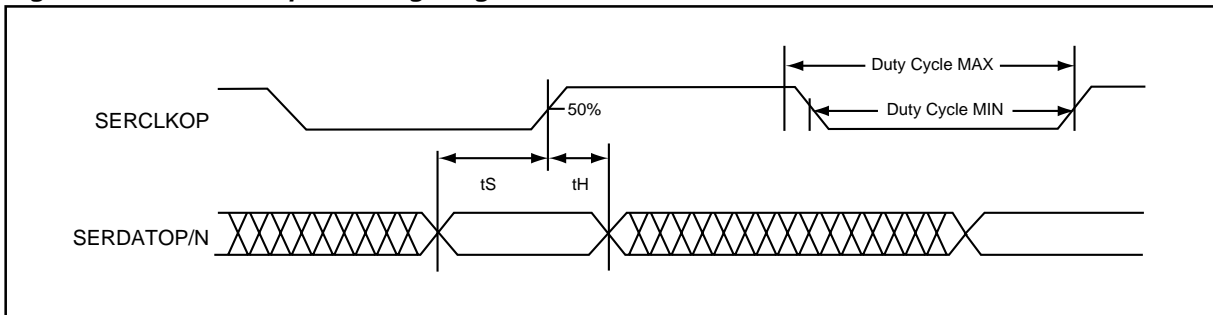 Duty Cycle MAX
SERCLKOP
50%
Duty Cycle MIN
tS
tH
SERDATOP/N